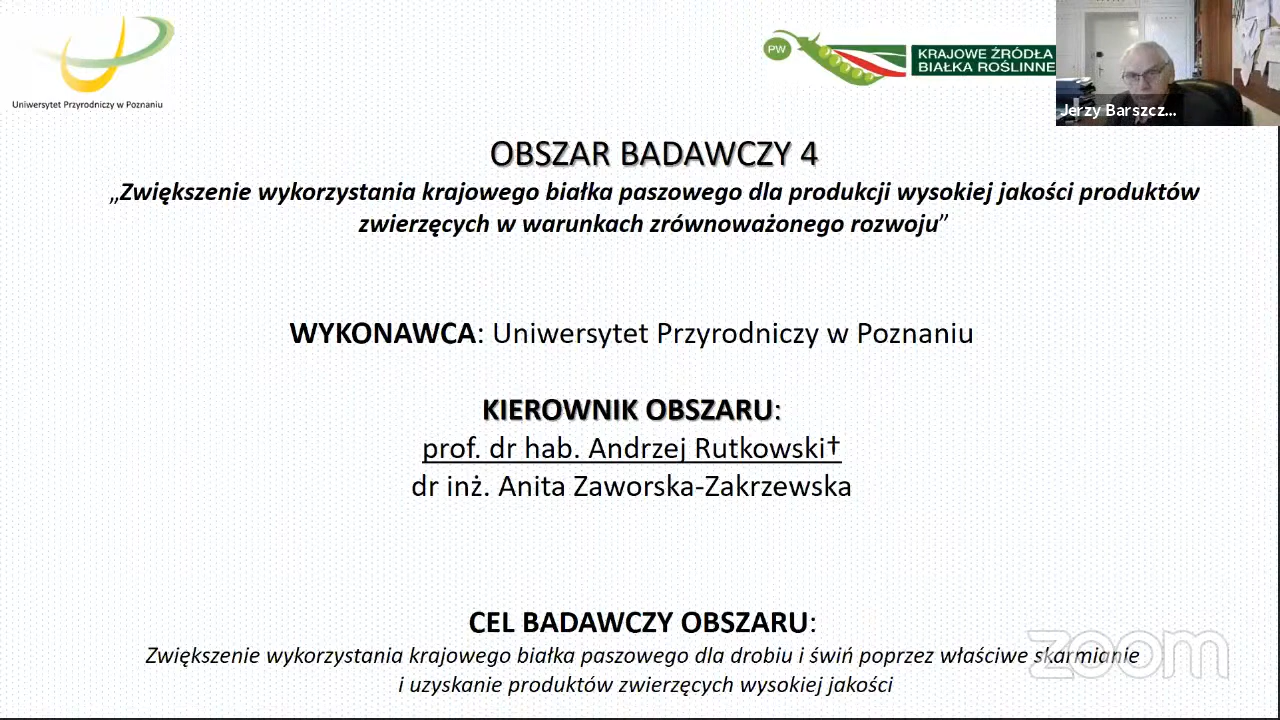 Uniwersytet Przyrodniczy w Poznaniu
PW
KRAJOWE ŹRÓDŁA
BIAŁKA ROŚLINNE
Jerzy Barszcz...
OBSZAR BADAWCZY 4
„Zwiększenie wykorzystania krajowego białka paszowego dla produkcji wysokiej jakości produktów
zwierzęcych w warunkach zrównoważonego rozwoju”
WYKONAWCA: Uniwersytet Przyrodniczy w Poznaniu
KIEROWNIK OBSZARU:
prof. dr hab. Andrzej Rutkowski†
dr inż. Anita Zaworska-Zakrzewska
CEL BADAWCZY OBSZARU:
Zwiększenie wykorzystania krajowego białka paszowego dla drobiu i świń poprzez właściwe skarmianie
i uzyskanie produktów zwierzęcych wysokiej jakości
zoom